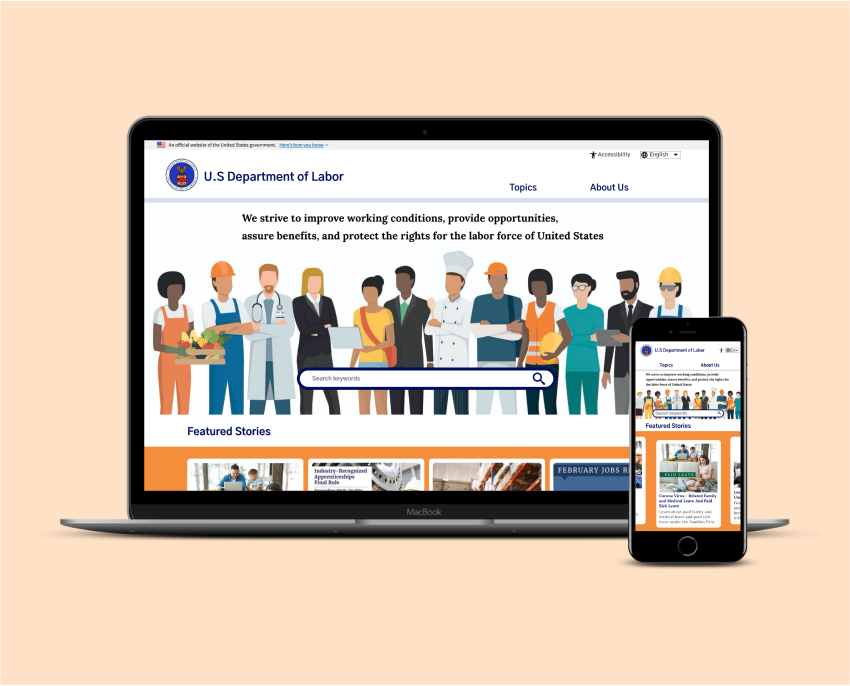 An official website of the United States government. Here's how you know
Accessibility
English
U.S Department of Labor
Topics
About Us
We strive to improve working conditions, provide opportunities,
assure benefits, and protect the rights for the labor force of United States
Search keywords
Featured Stories
Industry-Recognized
Apprenticeships
Final Rule
FEBRUARY JOBS R
MacBook
U.S Department of Labor
Topics
About Us
We strive to improve working conditions, provide
opportunities, assure benefits, and protect the rights for
the labor force of United States
Search keywords
Featured Stories
PAID LEAVE
Corona Virus - Related Family
and Medical Leave And Paid
Sick Leave
Learn about paid family and
medical leave and paid sick
leave under the Families First